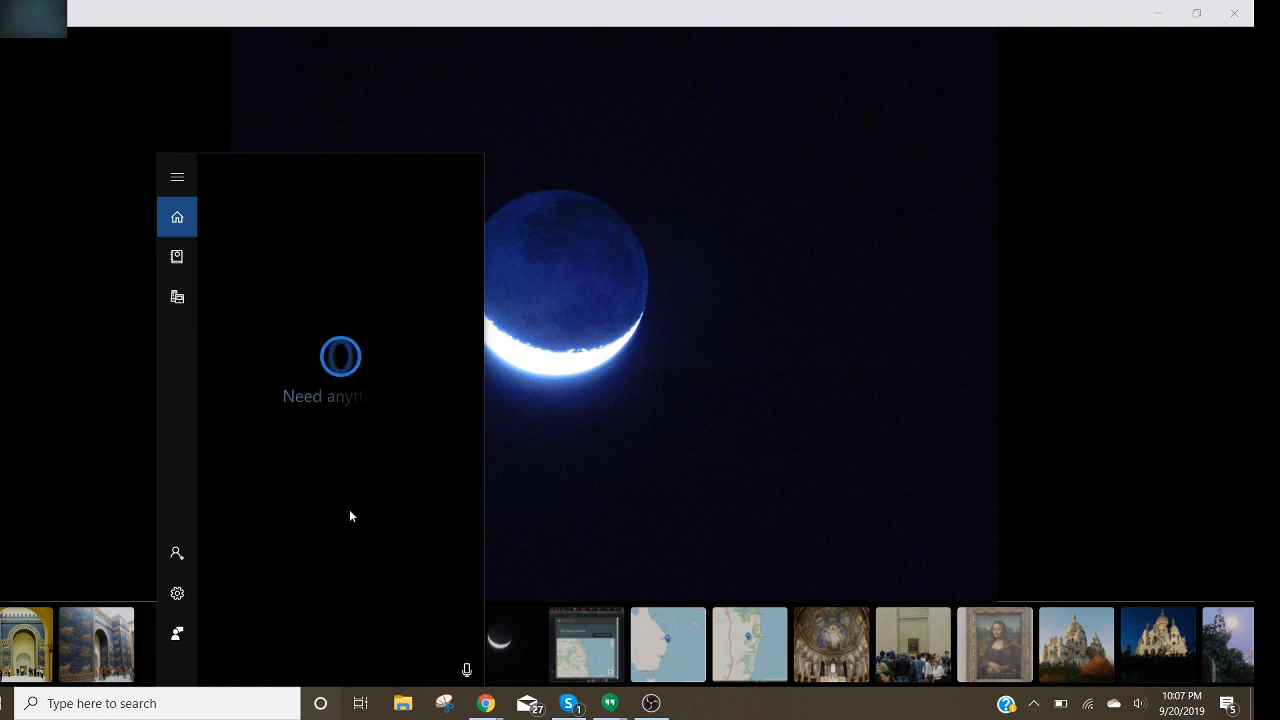 Need anyth
Type here to search
27
1
10:07 PM
9/20/2019
5